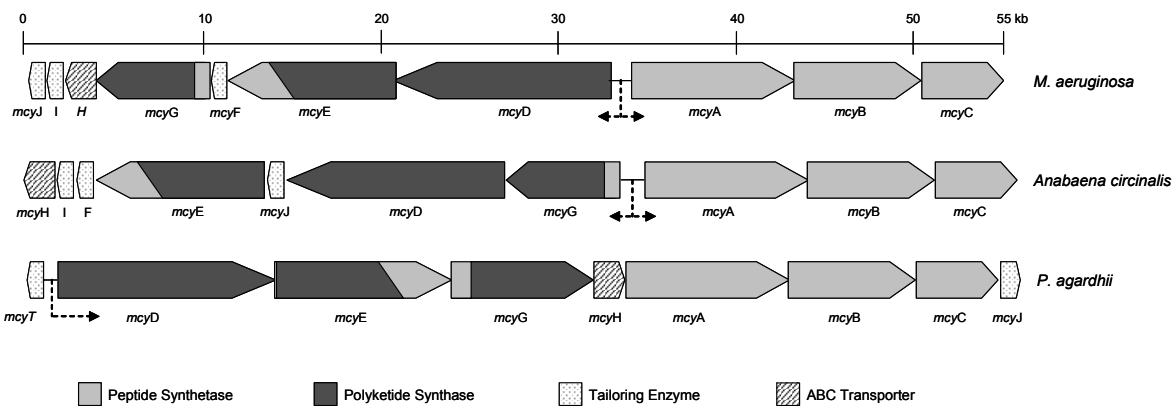 0 10 20 30 40 50 55 kb
M. aeruginosa
mcyJ I H mcyG mcyF mcyE mcyD mcyA mcyB mcyC
Anabaena circinalis
mcyH I F mcyE mcyJ mcyD mcyG mcyA mcyB mcyC
P. agardhii
mcyT mcyD mcyE mcyG mcyH mcyA mcyB mcyC mcyJ
Peptide Synthetase Polyketide Synthase Tailoring Enzyme ABC Transporter